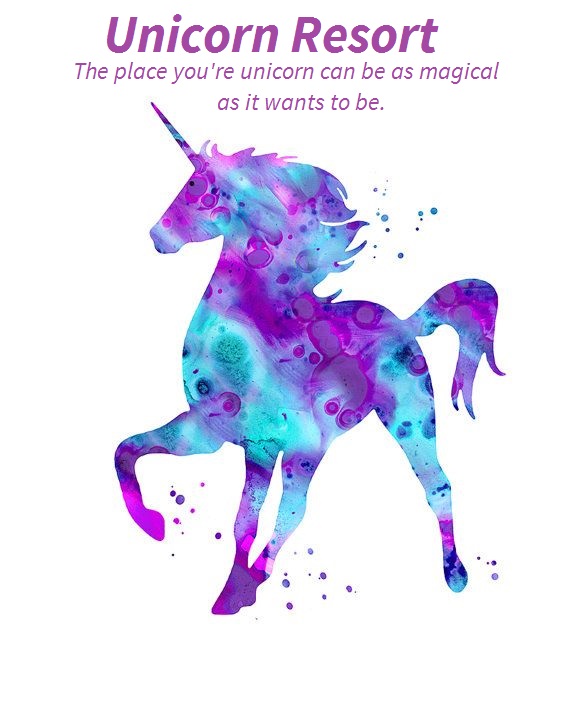 Unicorn Resort
The place you're unicorn can be as magical
as it wants to be.